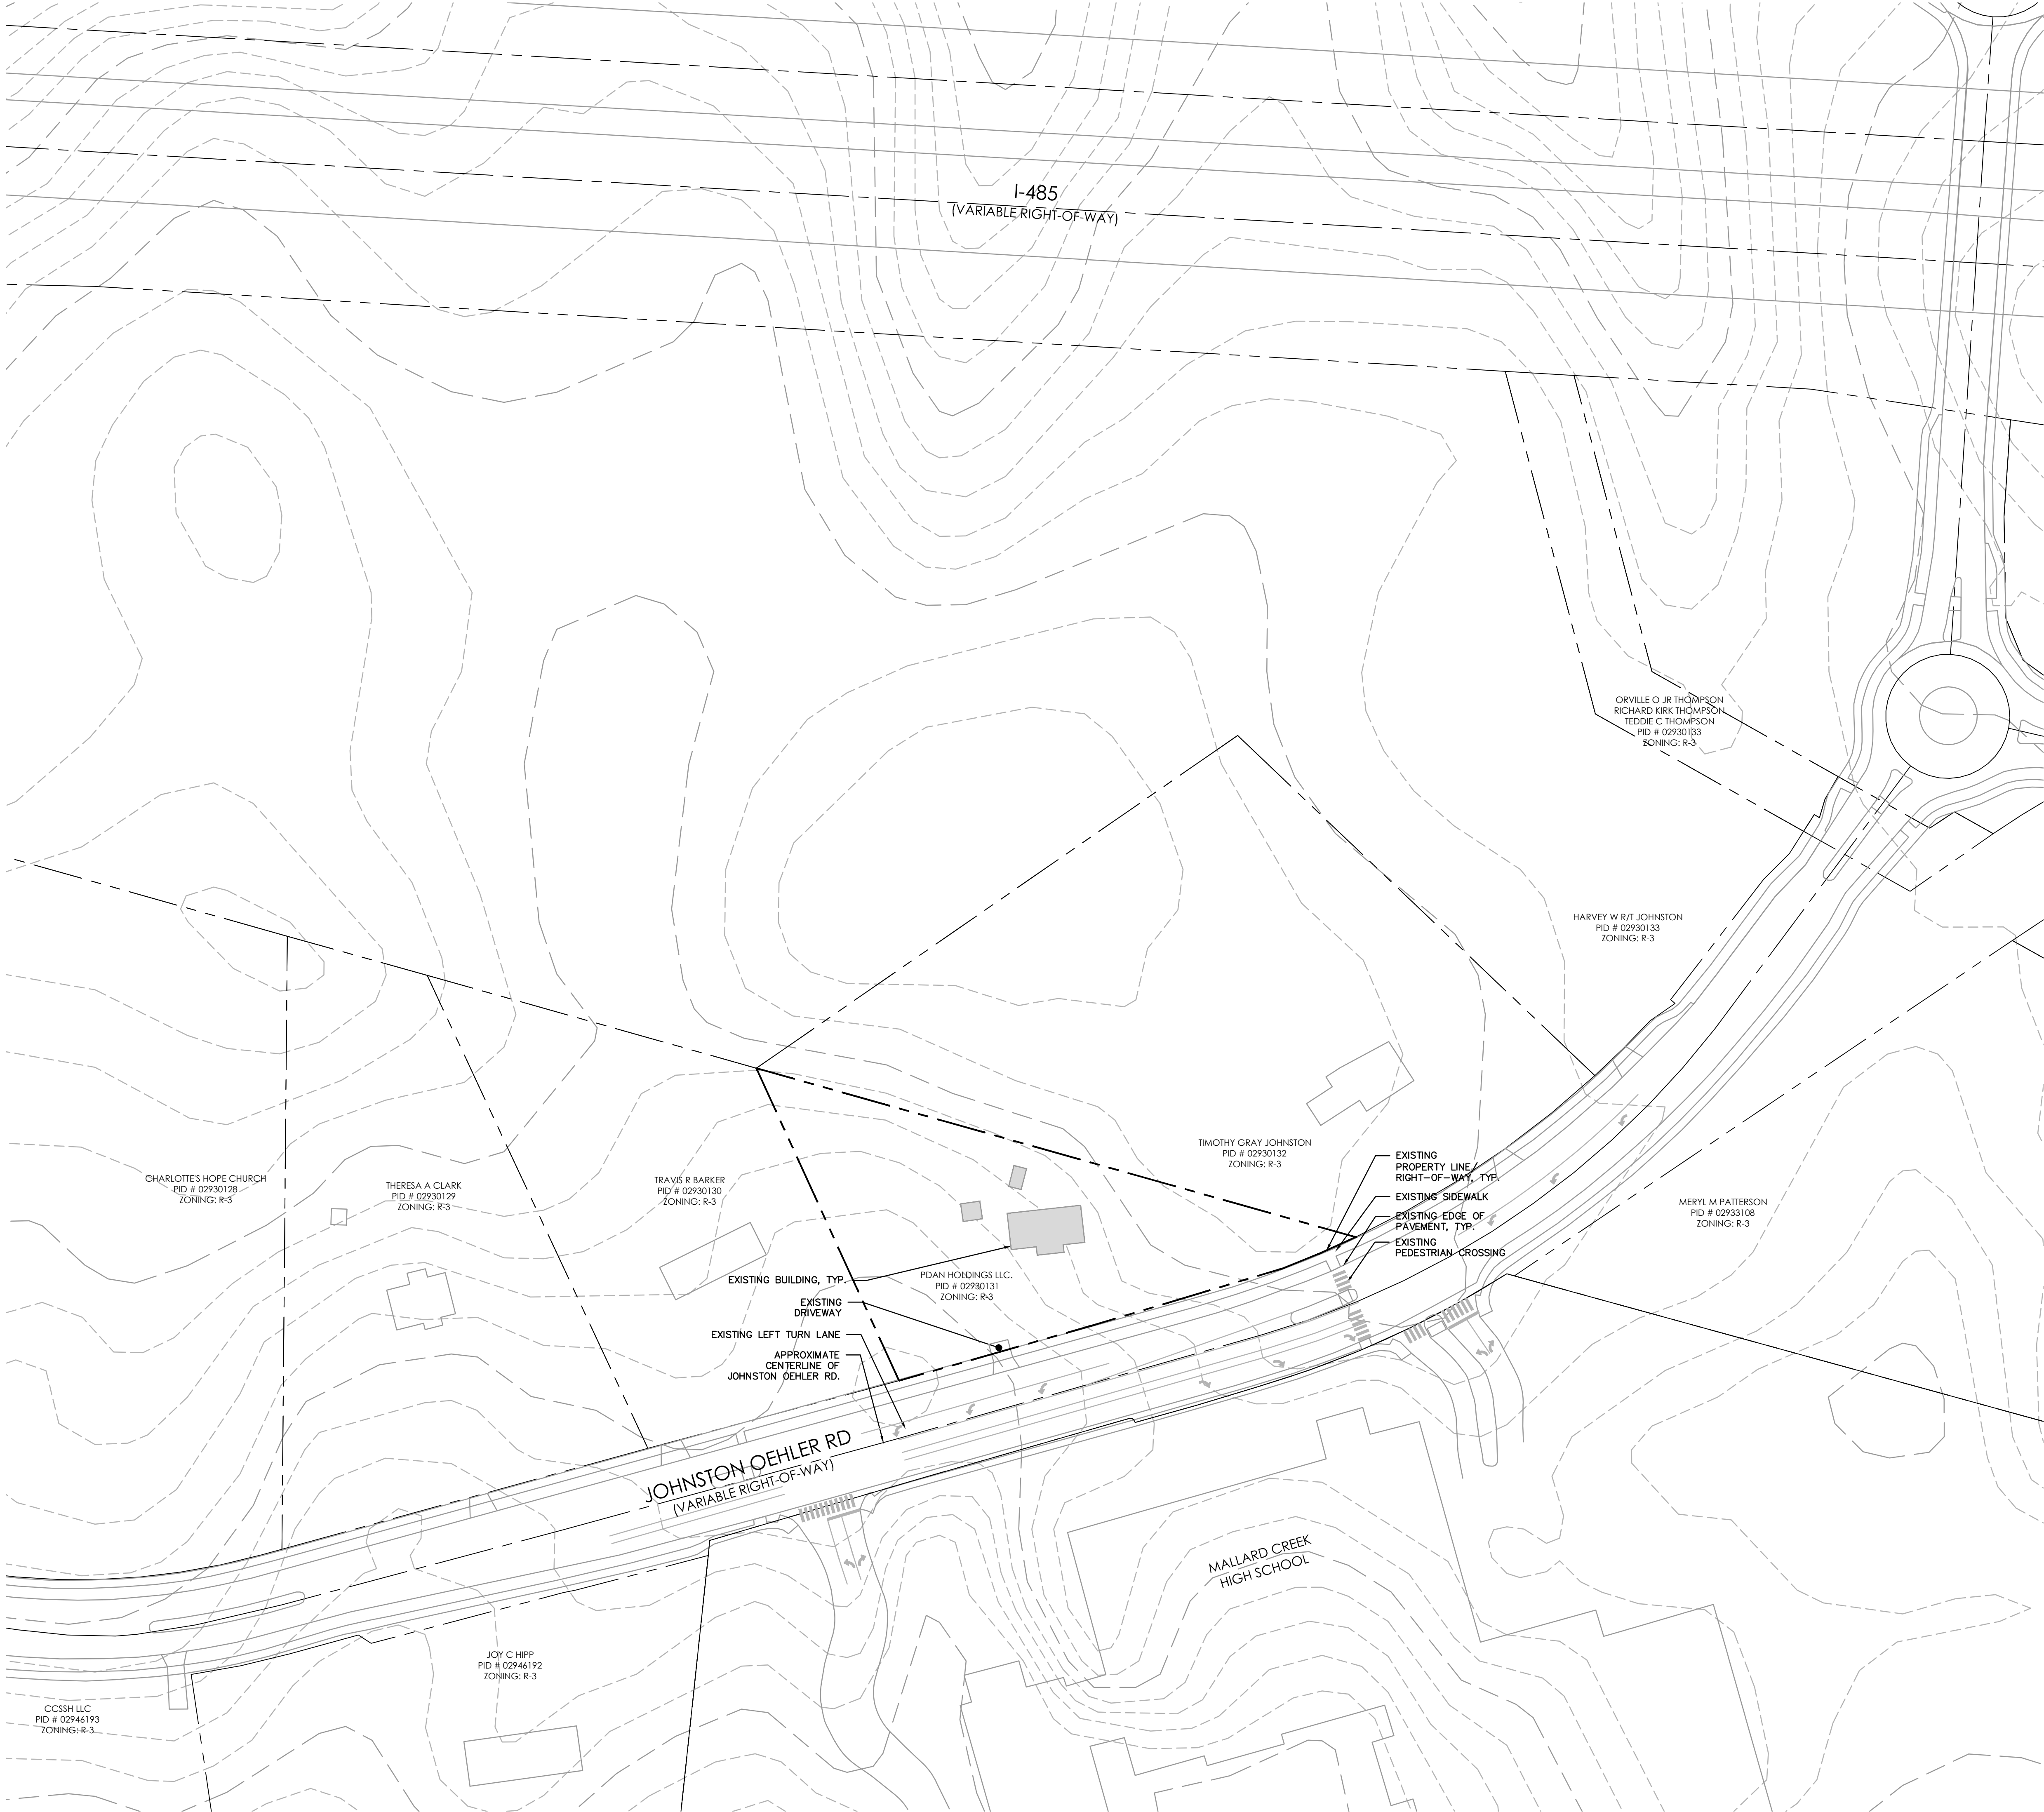 I-485
(VARIABLE RIGHT-OF-WAY)
ORVILLE O JR THOMPSON
RICHARD KIRK THOMPSON
TEDDIE C THOMPSON
PID # 02930133
ZONING: R-3
HARVEY W R/T JOHNSTON
PID # 02930133
ZONING: R-3
TIMOTHY GRAY JOHNSTON
PID # 02930132
ZONING: R-3
EXISTING
PROPERTY LINE/
RIGHT-OF-WAY, TYP.
EXISTING SIDEWALK
EXISTING EDGE OF
PAVEMENT, TYP.
EXISTING
PEDESTRIAN CROSSING
MERYL M PATTERSON
PID # 02933108
ZONING: R-3
CHARLOTTE'S HOPE CHURCH
PID # 02930128
ZONING: R-3
THERESA A CLARK
PID # 02930129
ZONING: R-3
TRAVIS R BARKER
PID # 02930130
ZONING: R-3
PDAN HOLDINGS LLC.
PID # 02930131
ZONING: R-3
EXISTING BUILDING, TYP.
EXISTING
DRIVEWAY
EXISTING LEFT TURN LANE
APPROXIMATE
CENTERLINE OF
JOHNSTON OEHLER RD.
JOHNSTON OEHLER RD
(VARIABLE RIGHT-OF-WAY)
MALLARD CREEK
HIGH SCHOOL
JOY C HIPP
PID # 02946192
ZONING: R-3
CCSSH LLC
PID # 02946193
ZONING: R-3